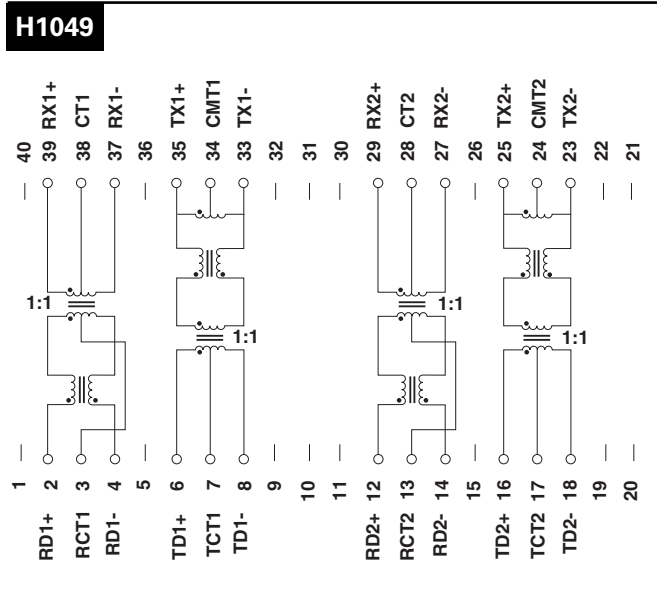 H1049
40
39 RX1+
38 CT1
37 RX1-
36
35 TX1+
34 CMT1
33 TX1-
32
31
30
29 RX2+
28 CT2
27 RX2-
26
25 TX2+
24 CMT2
23 TX2-
22
21
1:1
1:1
1:1
1:1
1
RD1+ 2
RCT1 3
RD1- 4
5
TD1+ 6
TCT1 7
TD1- 8
9
10
11
RD2+ 12
RCT2 13
RD2- 14
15
TD2+ 16
TCT2 17
TD2- 18
19
20